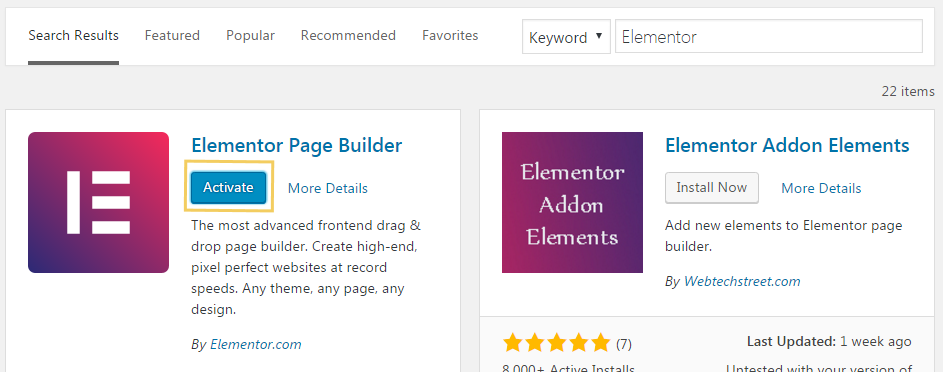 Search Results Featured Popular Recommended Favorites Keyword Elementor
22 items
Elementor Page Builder
Activate More Details
The most advanced frontend drag &
drop page builder. Create high-end,
pixel perfect websites at record
speeds. Any theme, any page, any
design.
By Elementor.com
Elementor
Addon
Elements
Elementor Addon Elements
Install Now More Details
Add new elements to Elementor page
builder.
By Webtechstreet.com
(7)
Last Updated: 1 week ago
8,000+ Active Installs
Untested with your version of